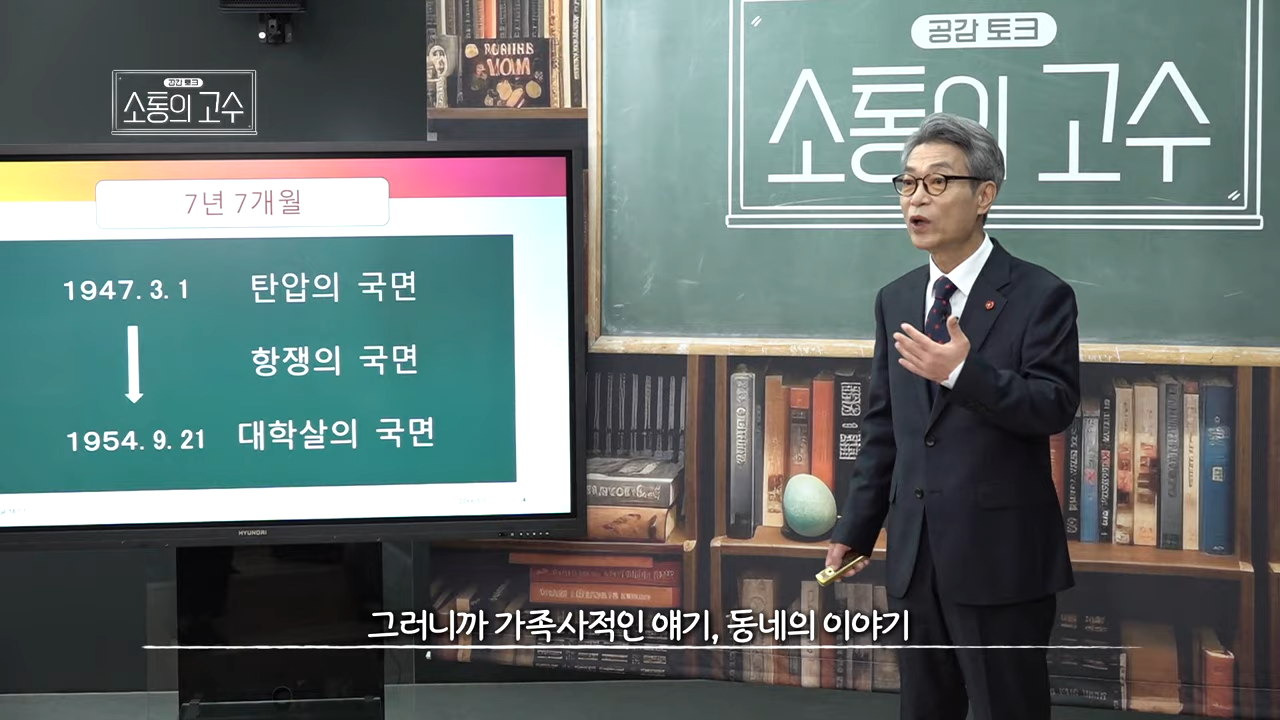 공감 토크
소통의 고수
공감 토크
소통의 고수
7년 7개월
1947.3.1 탄압의 국면
항쟁의 국면
1954.9.21 대학살의 국면
HYUNDAI
그러니까 가족사적인 얘기, 동네의 이야기